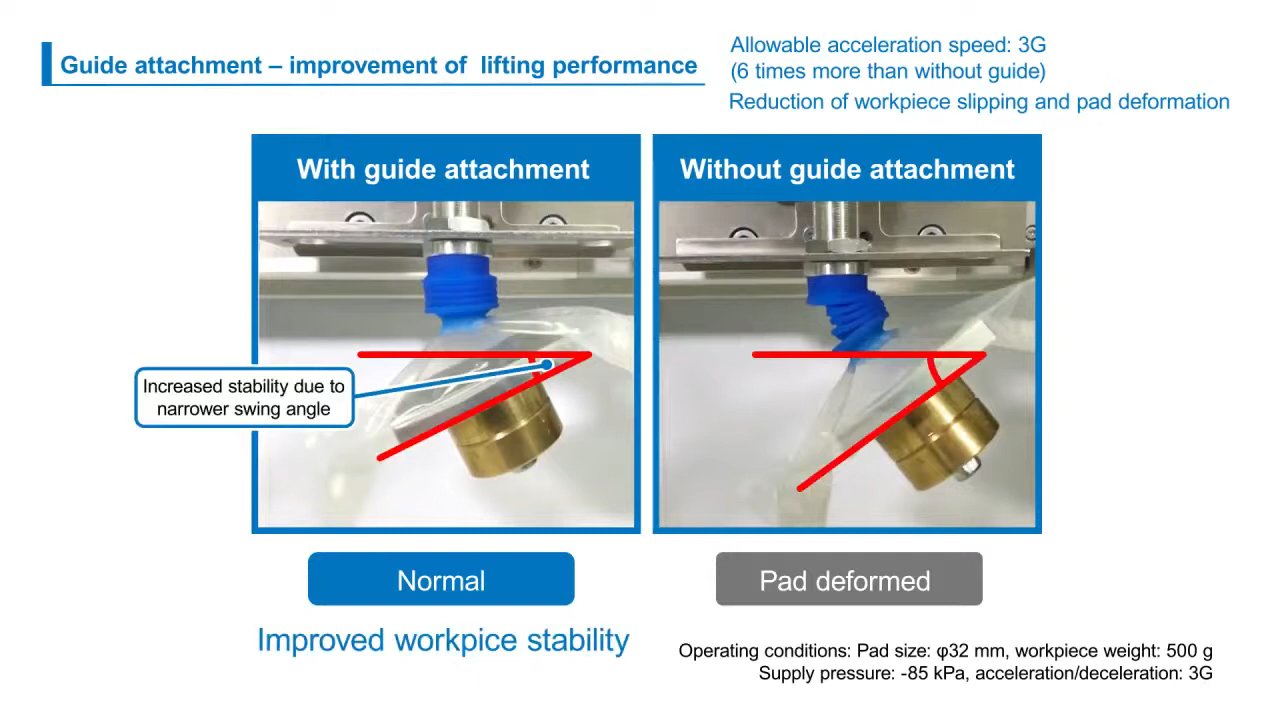 Guide attachment – improvement of lifting performance
Allowable acceleration speed: 3G
(6 times more than without guide)
Reduction of workpiece slipping and pad deformation
With guide attachment
Without guide attachment
Increased stability due to
narrower swing angle
Normal
Pad deformed
Improved workpice stability
Operating conditions: Pad size: φ32 mm, workpiece weight: 500 g
Supply pressure: -85 kPa, acceleration/deceleration: 3G